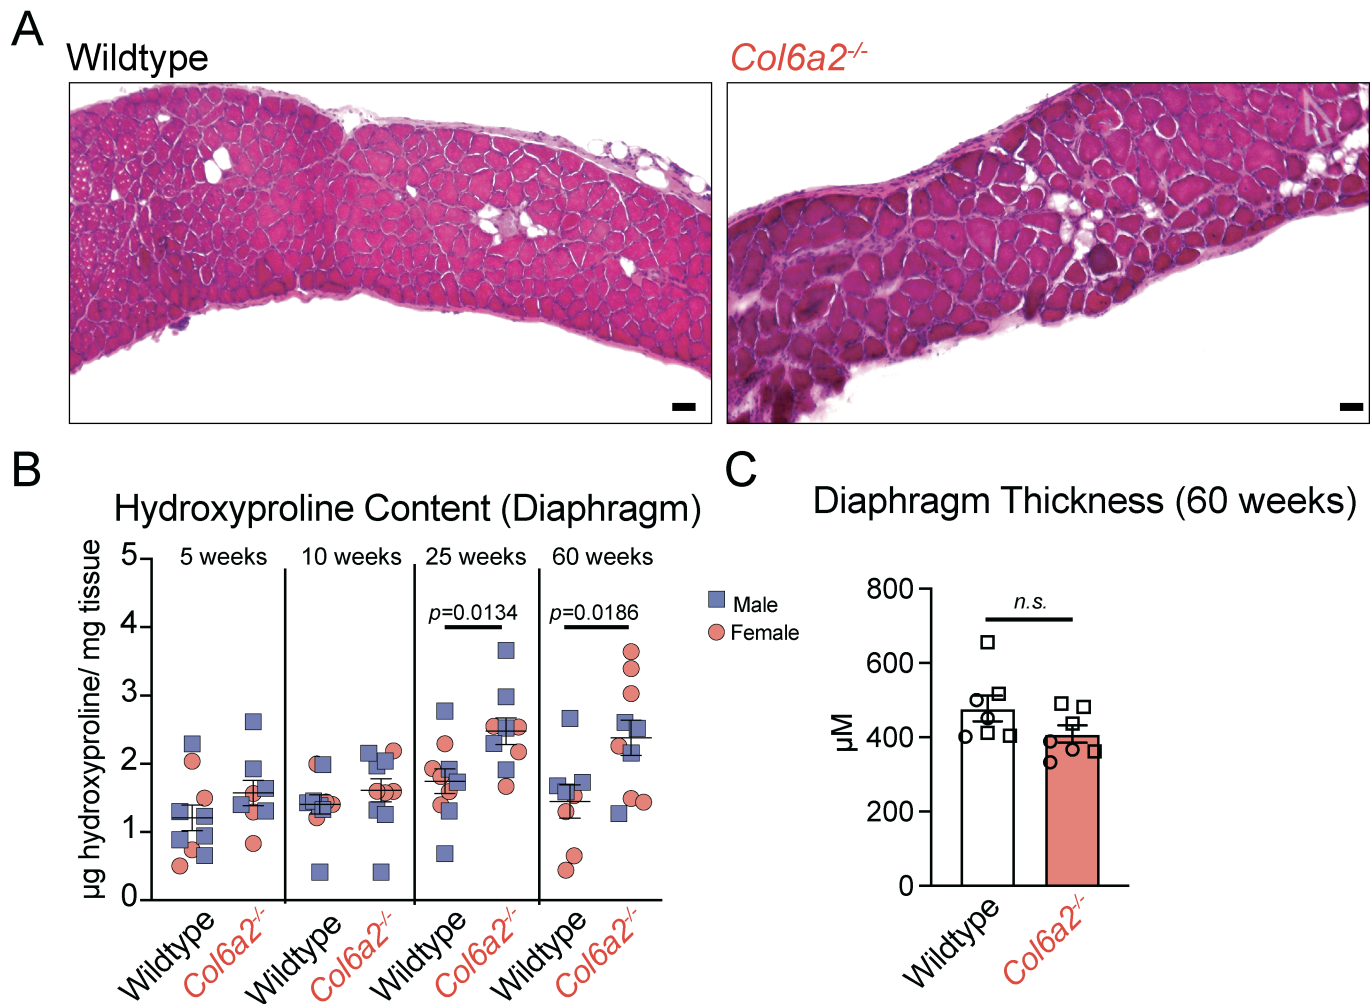 A
Wildtype
Col6a2-/-
B
Hydroxyproline Content (Diaphragm)
5 weeks
10 weeks
25 weeks
60 weeks
p=0.0134
p=0.0186
µg hydroxyproline/ mg tissue
5
4
3
2
1
0
Wildtype
Col6a2-/-
Wildtype
Col6a2-/-
Wildtype
Col6a2-/-
Wildtype
Col6a2-/-
Male
Female
C
Diaphragm Thickness (60 weeks)
n.s.
µM
800
600
400
200
0
Wildtype
Col6a2-/-